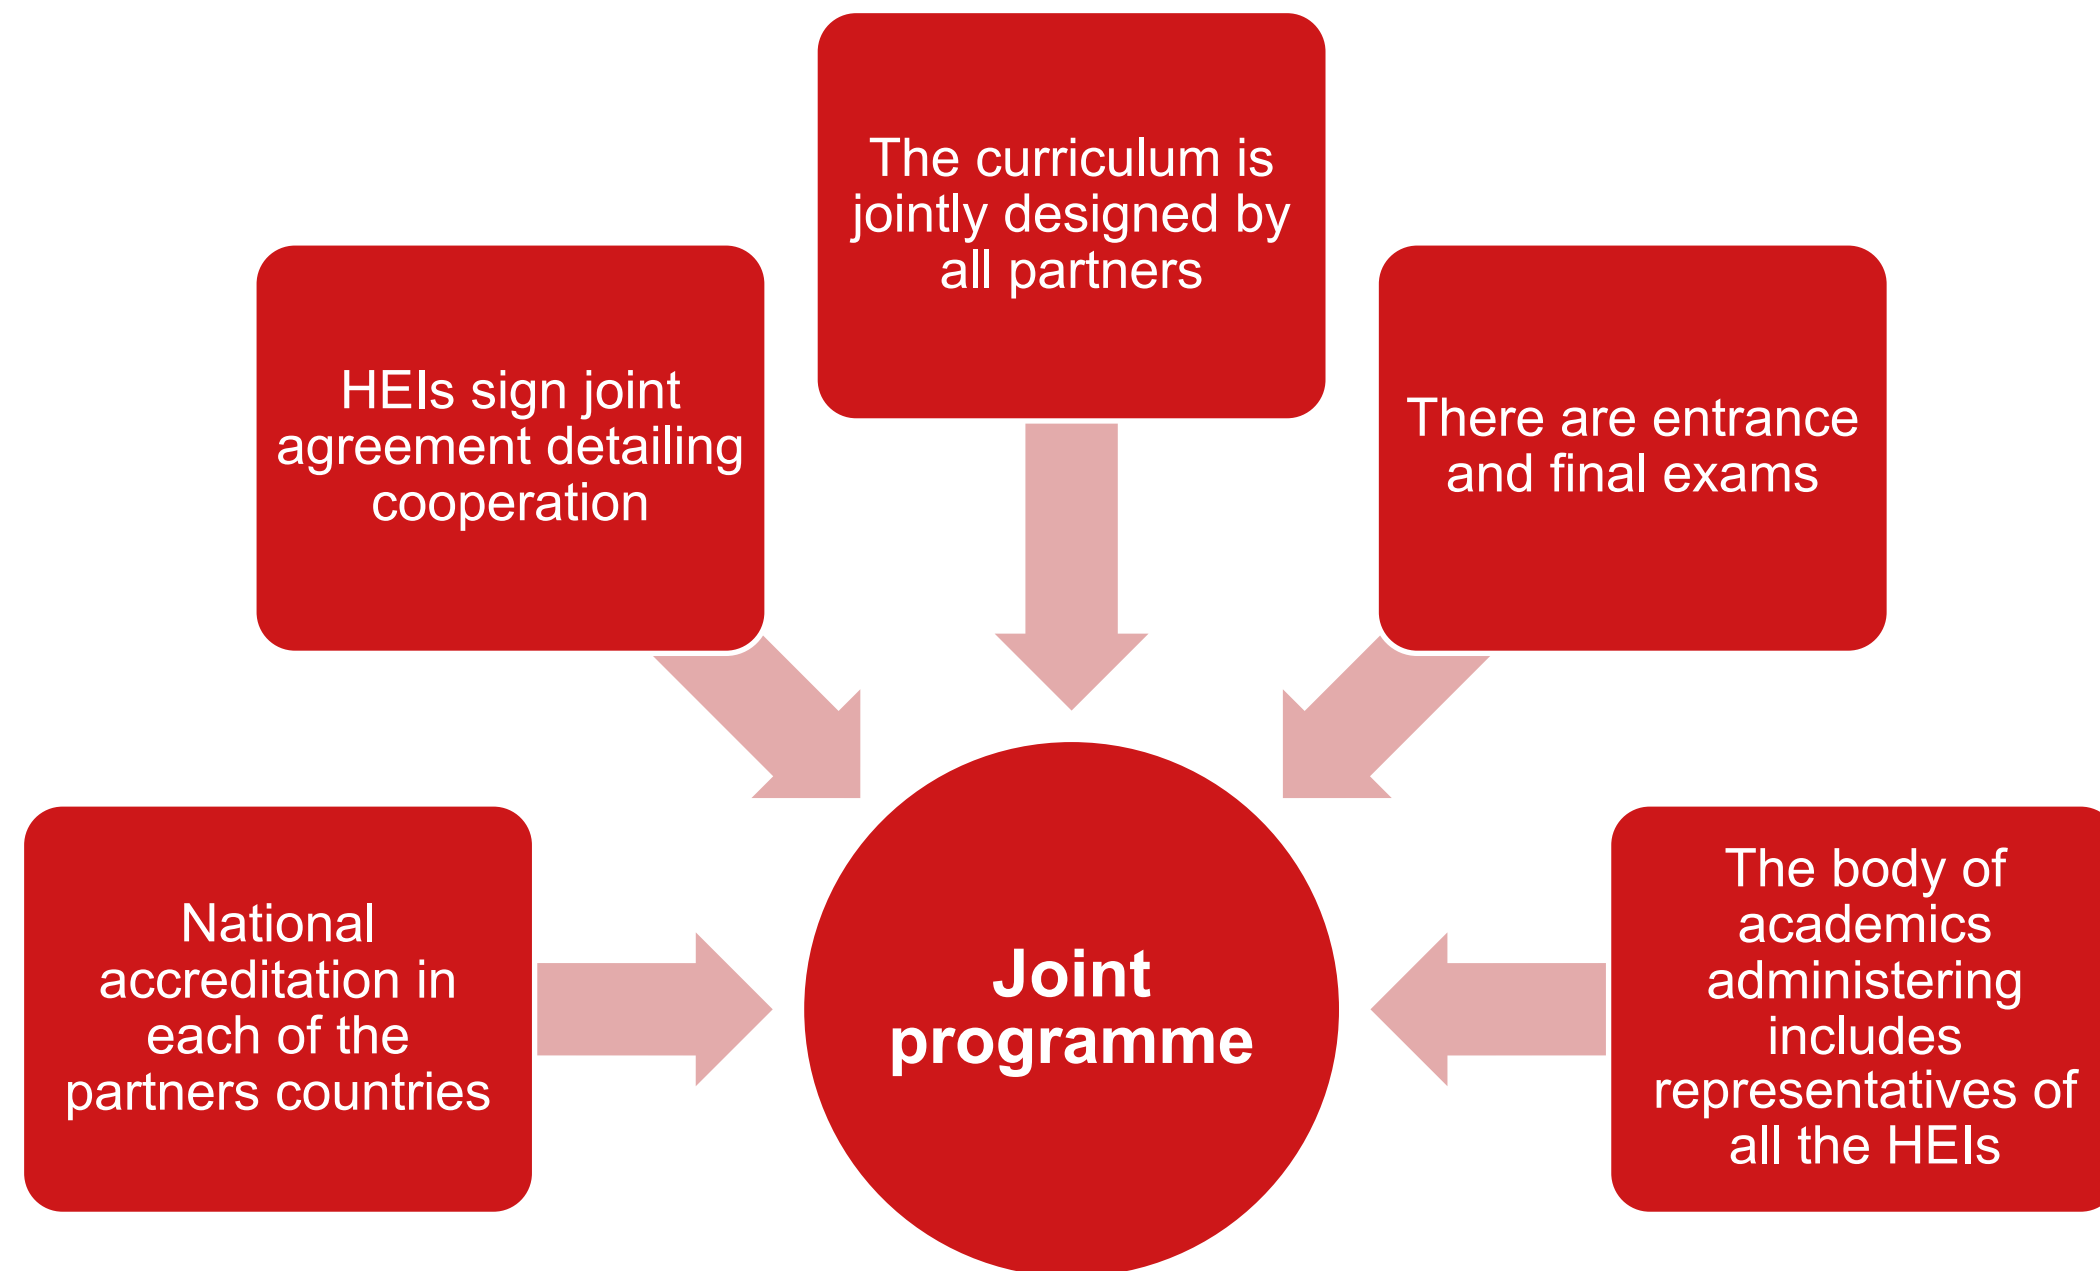 The curriculum is
jointly designed by
all partners
HEIs sign joint
agreement detailing
cooperation
There are entrance
and final exams
National
accreditation in
each of the
partners countries
Joint
programme
The body of
academics
administering
includes
representatives of
all the HEIs